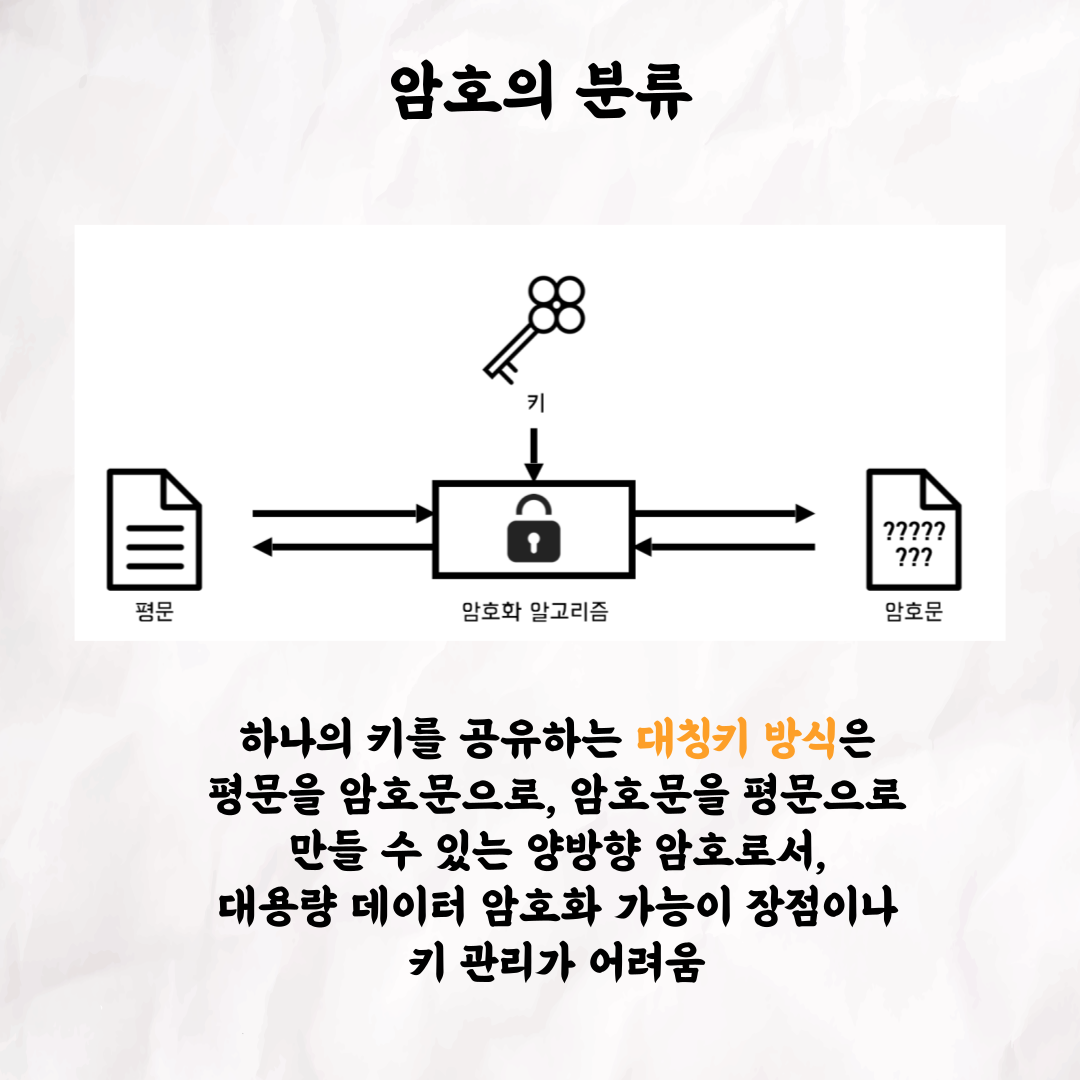 암호의 분류
키
?????
???
평문
암호화 알고리즘
암호문
하나의 키를 공유하는 대칭키 방식은
평문을 암호문으로, 암호문을 평문으로
만들 수 있는 양방향 암호로서,
대용량 데이터 암호화 가능이 장점이나
키 관리가 어려움